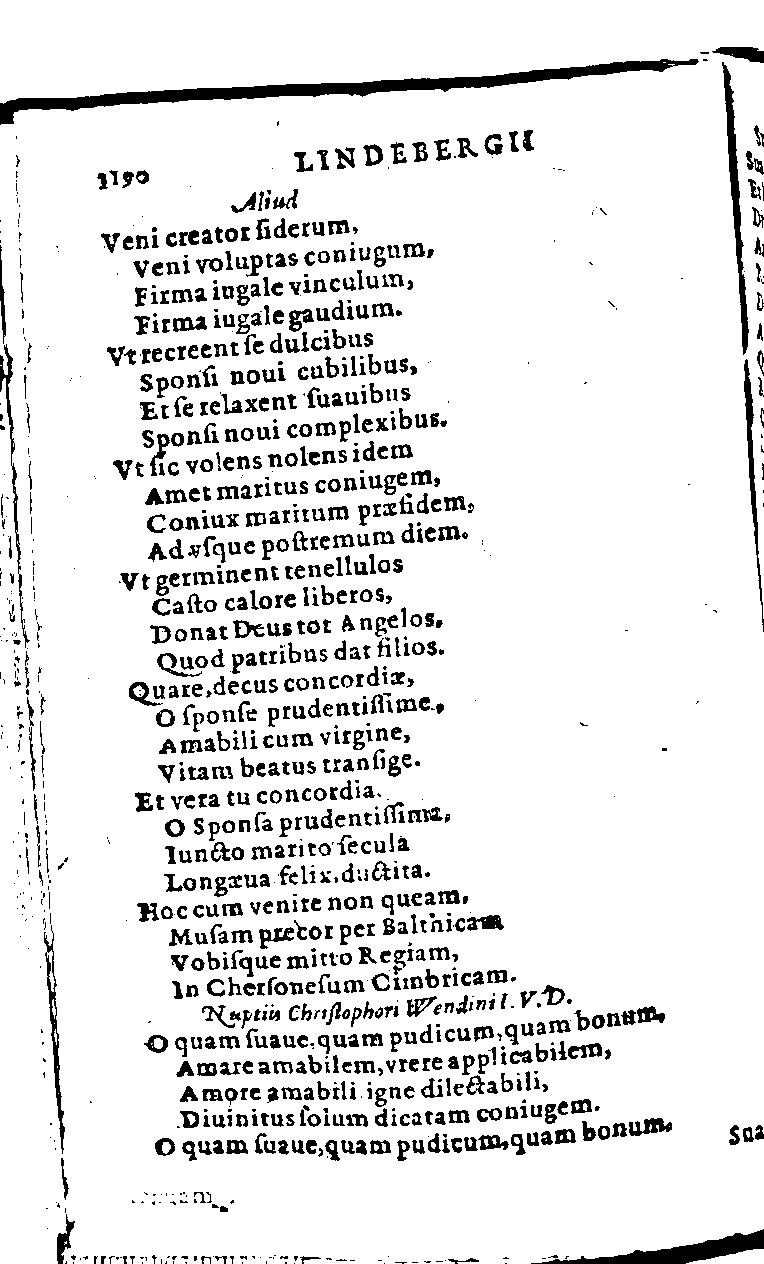 1190 LINDEBERGII
Aliud
Veni creator ſiderum,
Veni voluptas coniugum,
Firma iugale vinculum,
Firma iugale gaudium.
Vt recreent ſe dulcibus
Sponſi noui cubilibus,
Et ſe relaxent ſuauibus
Sponſi noui complexibus.
Vt ſic volens nolens idem
Amet maritus coniugem,
Coniux maritum præſidem,
Ad vſque poſtremum diem.
Vt germinent tenellulos
Caſto calore liberos,
Donat Deus tot Angelos,
Quod patribus dat filios.
Quare, decus concordiæ,
O ſponſe prudentiſſime,
Amabili cum virgine,
Vitam beatus tranſige.
Et vera tu concordia.
O Sponſa prudentiſſima,
Iuncto marito ſecula
Longæua felix, ductita.
Hoc cum venire non queam,
Muſam precor per Balthicam
Vobiſque mitto Regiam,
In Cherſoneſum Cimbricam.
Nuptiis Chriſtophori Wendini I. V. D.
O quam ſuaue, quam pudicum, quam bonum,
Amare amabilem, vrere applicabilem,
Amore amabili igne dilectabili,
Diuinitus ſolum dicatam coniugem.
O quam ſuaue, quam pudicum, quam bonum,
Sua